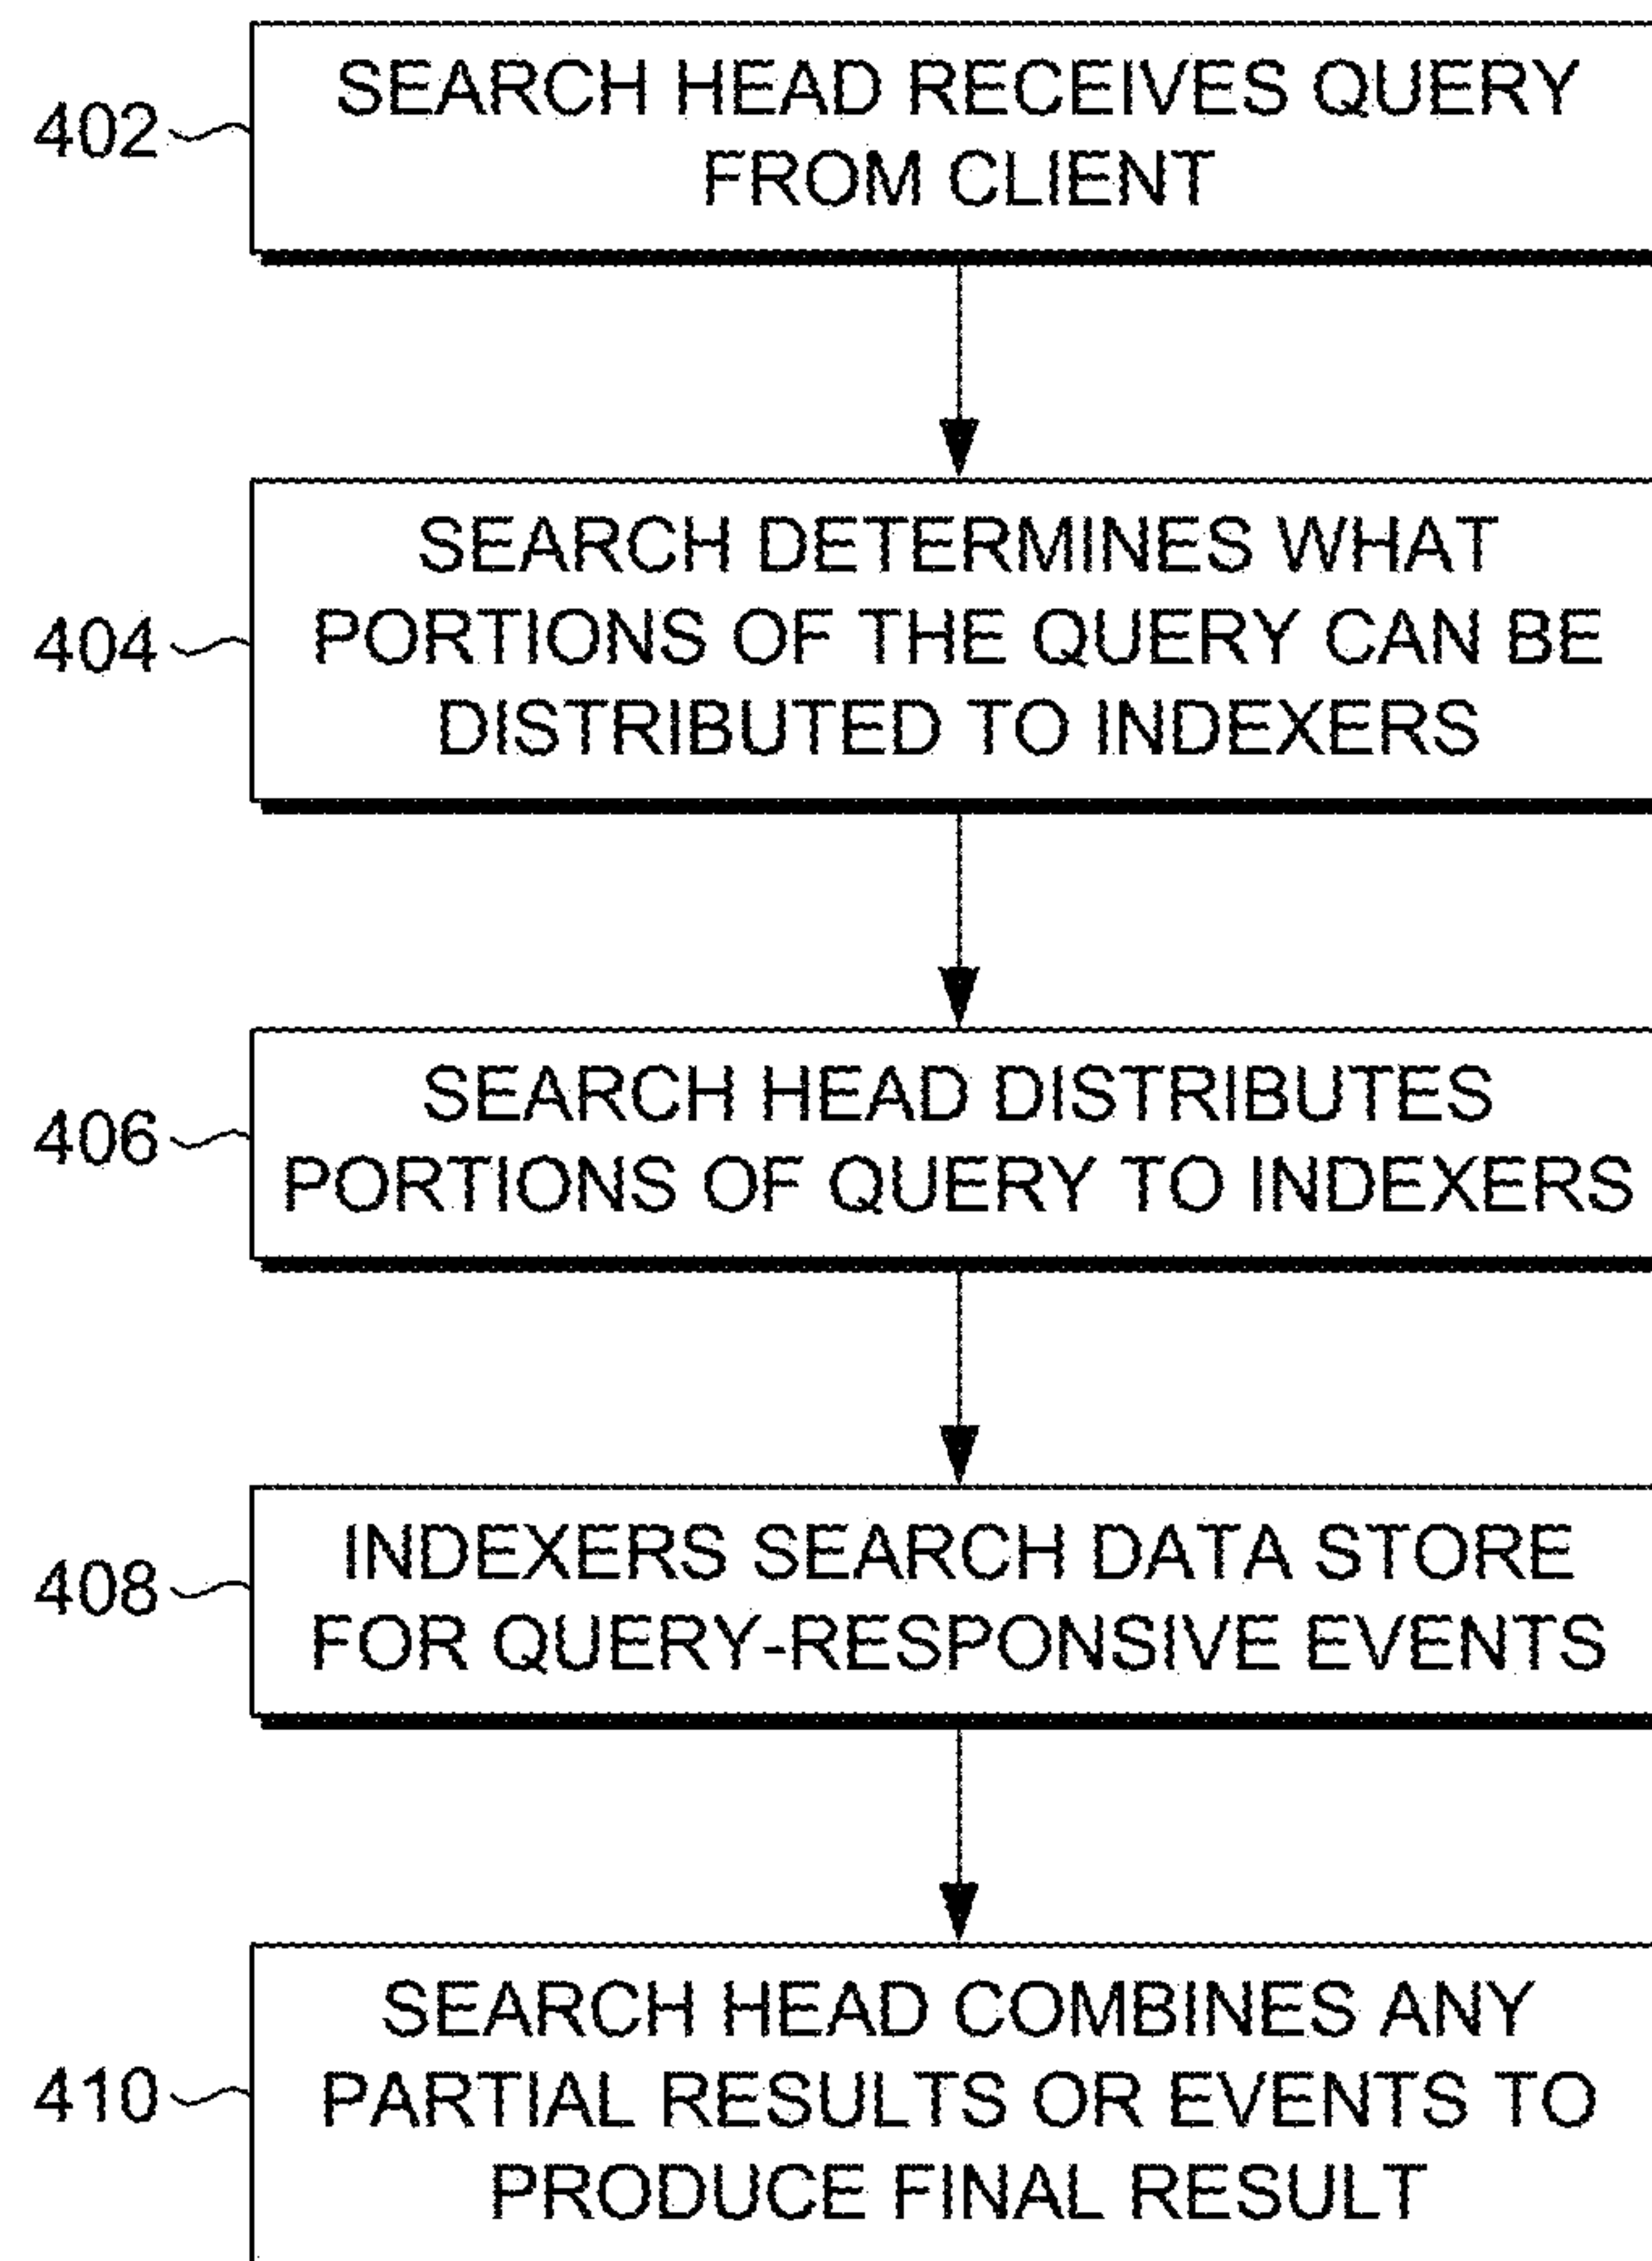 402
SEARCH HEAD RECEIVES QUERY
FROM CLIENT
404
SEARCH DETERMINES WHAT
PORTIONS OF THE QUERY CAN BE
DISTRIBUTED TO INDEXERS
406
SEARCH HEAD DISTRIBUTES
PORTIONS OF QUERY TO INDEXERS
408
INDEXERS SEARCH DATA STORE
FOR QUERY-RESPONSIVE EVENTS
410
SEARCH HEAD COMBINES ANY
PARTIAL RESULTS OR EVENTS TO
PRODUCE FINAL RESULT